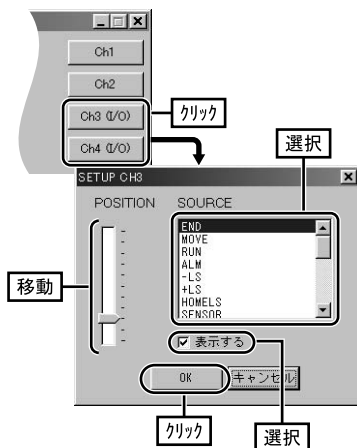 Ch1
Ch2
Ch3 (I/O)
クリック
Ch4 (I/O)
選択
SETUP CH3
POSITION
SOURCE
END
MOVE
RUN
ALM
-LS
+LS
HOMELS
SENSOR
移動
表示する
OK
キャンセル
クリック
選択